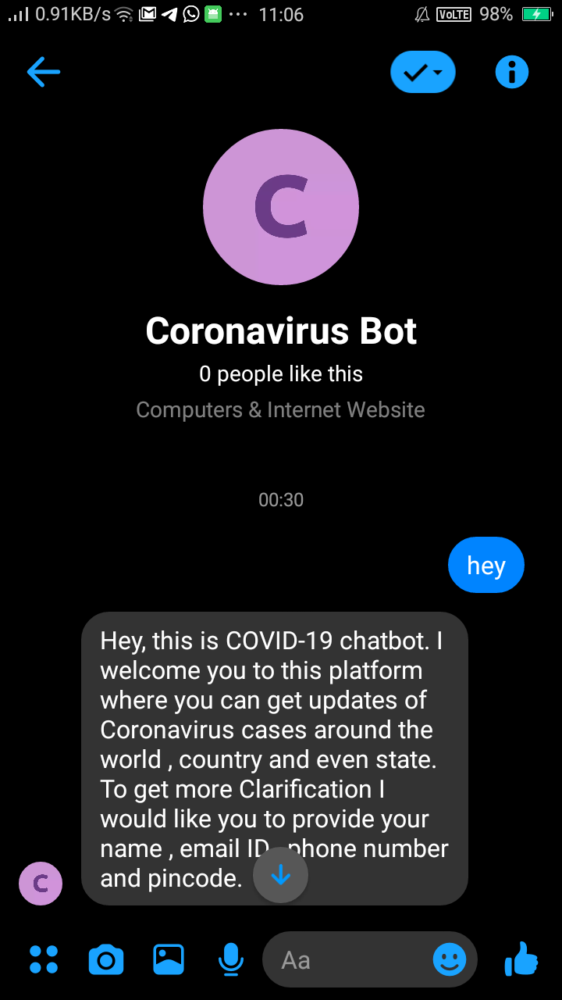 0.91KB/s ... 11:06 VoLTE 98%
C
Coronavirus Bot
0 people like this
Computers & Internet Website
00:30
hey
Hey, this is COVID-19 chatbot. I
welcome you to this platform
where you can get updates of
Coronavirus cases around the
world , country and even state.
To get more Clarification I
would like you to provide your
name , email ID , phone number
and pincode.
C
Aa